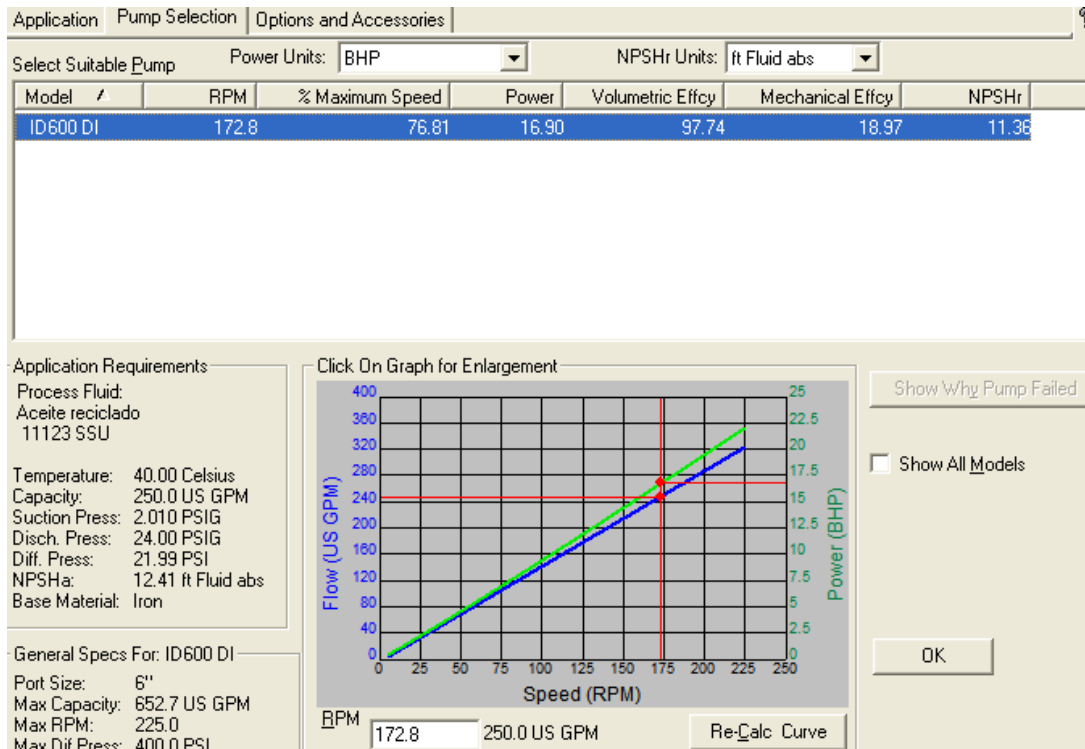 Application Pump Selection Options and Accessories
Select Suitable Pump Power Units: BHP NPSHr Units: ft Fluid abs
Model RPM % Maximum Speed Power Volumetric Effcy Mechanical Effcy NPSHr
ID600 DI 172.8 76.81 16.90 97.74 18.97 11.36
Application Requirements
Process Fluid:
Aceite reciclado
11123 SSU
Temperature: 40.00 Celsius
Capacity: 250.0 US GPM
Suction Press: 2.010 PSIG
Disch. Press: 24.00 PSIG
Diff. Press: 21.99 PSI
NPSHa: 12.41 ft Fluid abs
Base Material: Iron
General Specs For: ID600 DI
Port Size: 6''
Max Capacity: 652.7 US GPM
Max RPM: 225.0
Max Dif Press: 400.0 PSI
Click On Graph for Enlargement
400
360
320
280
240
200
160
120
80
40
0
Flow (US GPM)
25
22.5
20
17.5
15
12.5
10
7.5
5
2.5
0
Power (BHP)
0 25 50 75 100 125 150 175 200 225 250
Speed (RPM)
RPM 172.8 250.0 US GPM Re-Calc Curve
Show Why Pump Failed
Show All Models
OK